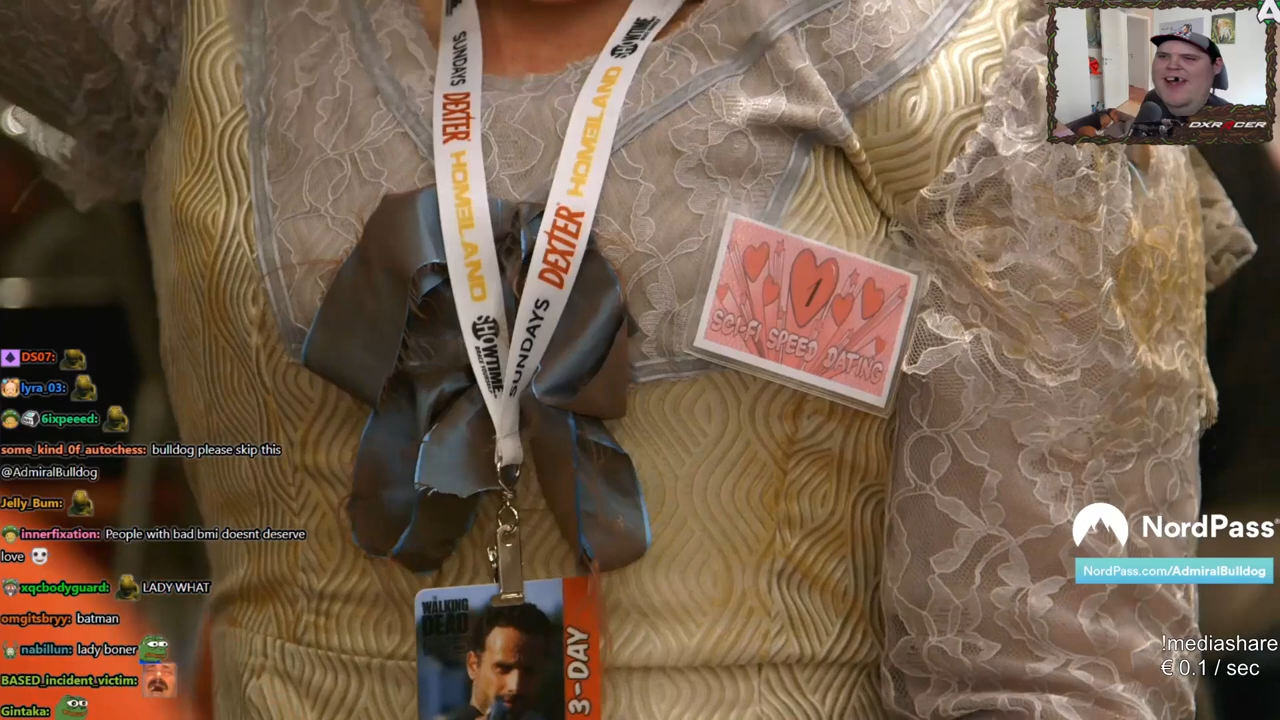 SUNDAYS DEXTER HOMELAND SHOWTIME
SHOWTIME HOMELAND DEXTER SUNDAYS
1
SCI-FI SPEED DATING
THE WALKING
DEAD
3-DAY
DXRACER
DS07:
lyra_03:
6ixpeeed:
some_kind_0f_autochess: bulldog please skip this
@AdmiralBulldog
Jelly_Bum:
innerfixation: People with bad bmi doesnt deserve
love
xqcbodyguard: LADY WHAT
omgitsbryy: batman
nabillun: lady boner
BASED_incident_victim:
Gintaka:
NordPass
NordPass.com/AdmiralBulldog
!mediashare
€ 0.1 / sec